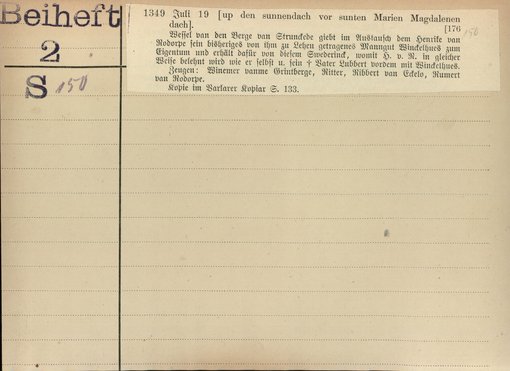 Beiheft
2
S 150
1349 Juli 19 [up den sunnendach vor sunten Marien Magdalenen
dach]. [176 150
Wessel van den Berge van Strunckede giebt im Austausch dem Henrike van
Rodorpe sein bisheriges von ihm zu Lehen getragenes Manngut Winckelhues zum
Eigentum und erhält dafür von diesem Swederinck, womit H. v. R. in gleicher
Weise belehnt wird wie er selbst u. sein † Vater Lubbert vordem mit Winckelhues.
Zeugen: Winemer vanme Grintberge, Ritter, Ribbert van Eckelo, Rumert
van Rodorpe.
Kopie im Varlarer Kopiar S. 133.